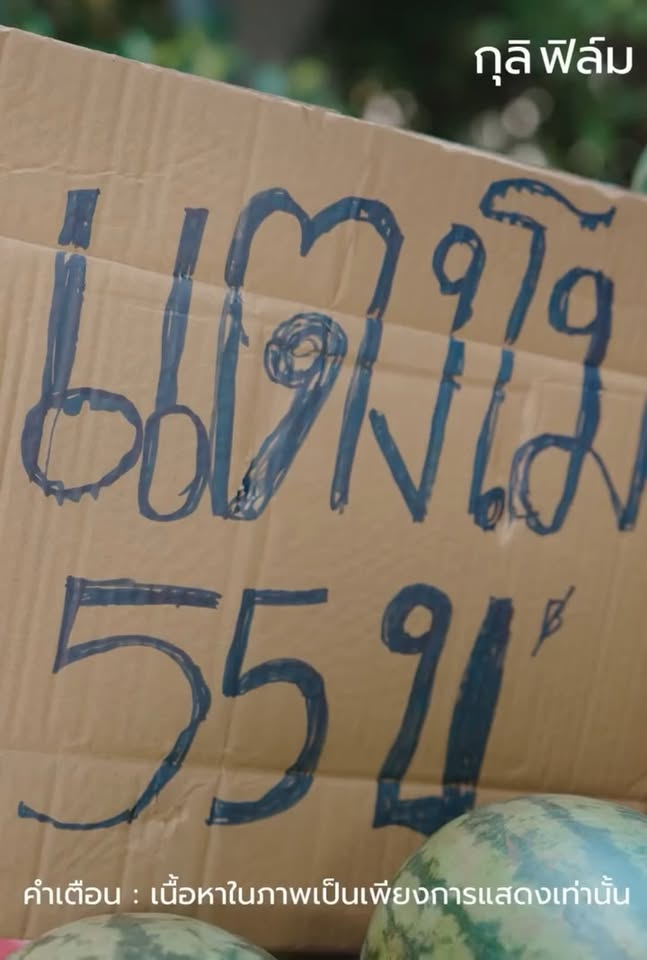 กุลิ ฟิล์ม
แตงโม
55 บ ฿
คำเตือน : เนื้อหาในภาพเป็นเพียงการแสดงเท่านั้น